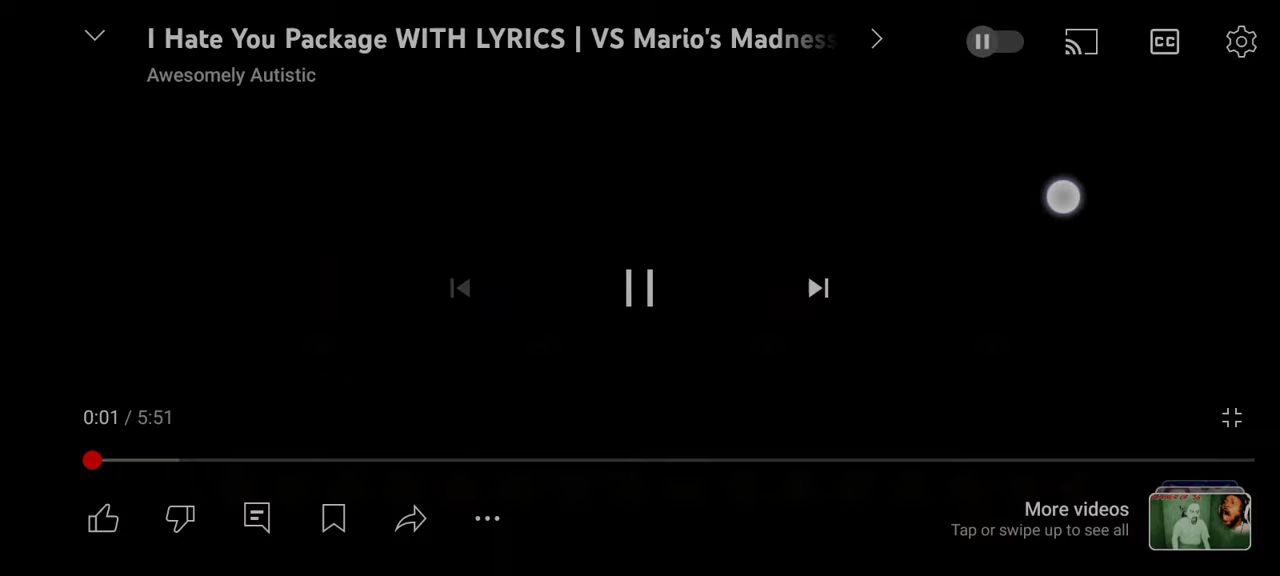 I Hate You Package WITH LYRICS | VS Mario's Madness
Awesomely Autistic
CC
0:01 / 5:51
More videos
Tap or swipe up to see all